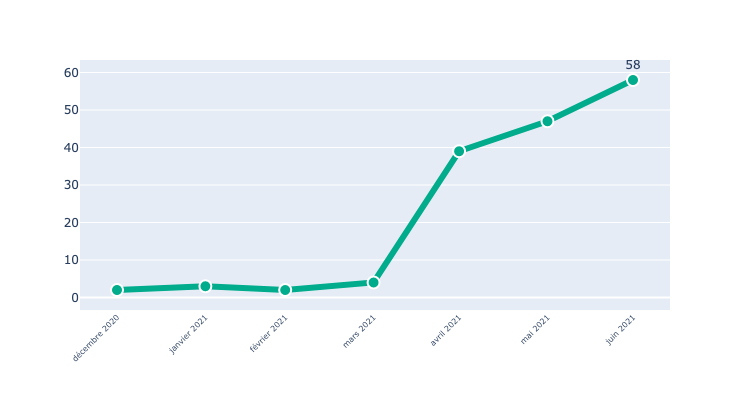 58
60
50
40
30
20
10
0
décembre 2020
janvier 2021
février 2021
mars 2021
avril 2021
mai 2021
juin 2021